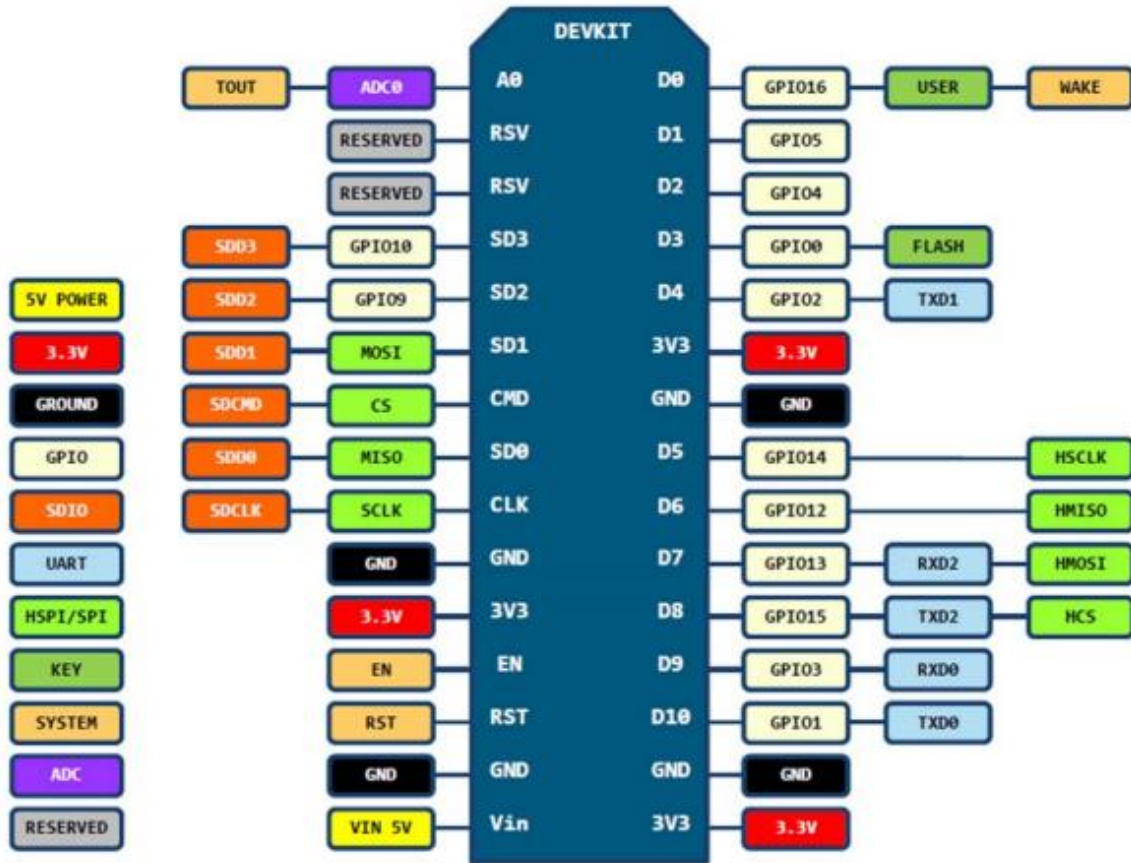 DEVKIT
TOUT ADC0 A0 D0 GPIO16 USER WAKE
RESERVED RSV D1 GPIO5
RESERVED RSV D2 GPIO4
SDD3 GPIO10 SD3 D3 GPIO0 FLASH
5V POWER SDD2 GPIO9 SD2 D4 GPIO2 TXD1
3.3V SDD1 MOSI SD1 3V3 3.3V
GROUND SDCMD CS CMD GND GND
GPIO SDD0 MISO SD0 D5 GPIO14 HSCLK
SDIO SDCLK SCLK CLK D6 GPIO12 HMISO
UART GND GND D7 GPIO13 RXD2 HMOSI
HSPI/SPI 3.3V 3V3 D8 GPIO15 TXD2 HCS
KEY EN EN D9 GPIO3 RXD0
SYSTEM RST RST D10 GPIO1 TXD0
ADC GND GND GND GND
RESERVED VIN 5V Vin 3V3 3.3V